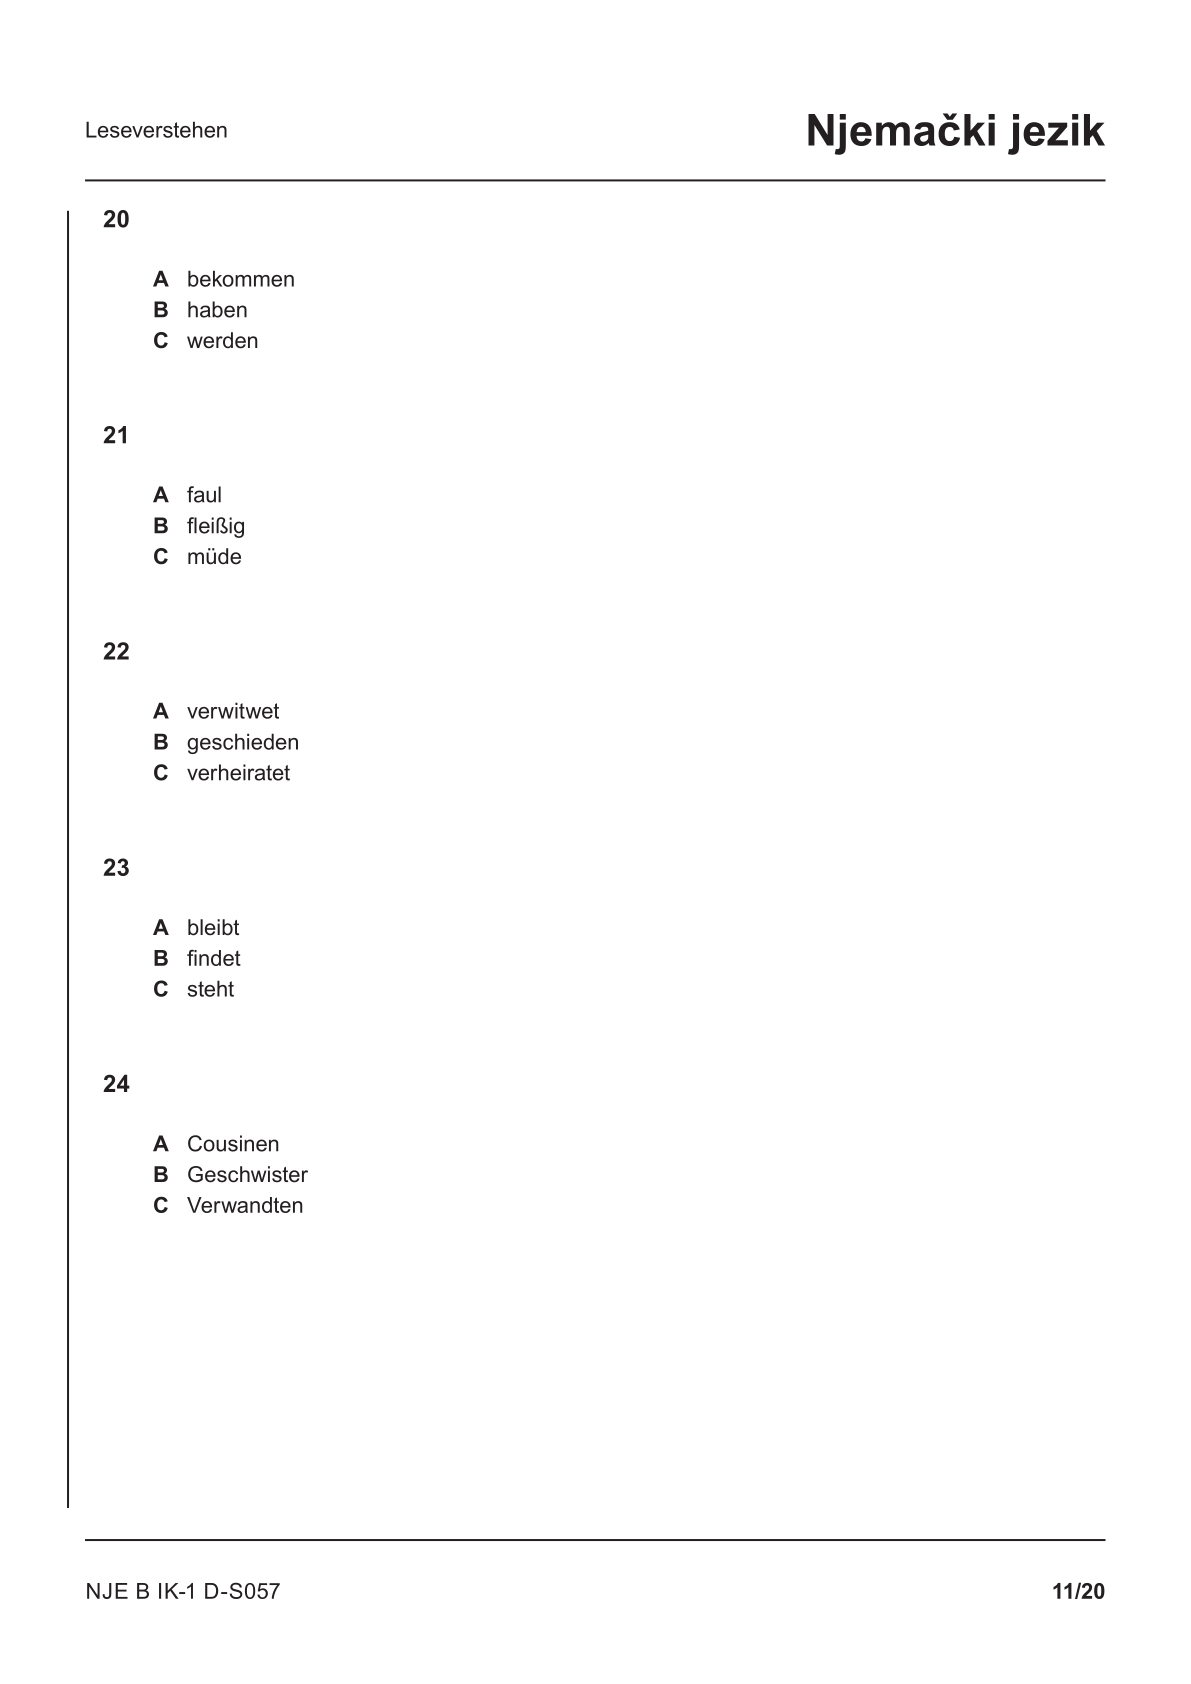 Leseverstehen
Njemački jezik
20
A bekommen
B haben
C werden
21
A faul
B fleißig
C müde
22
A verwitwet
B geschieden
C verheiratet
23
A bleibt
B findet
C steht
24
A Cousinen
B Geschwister
C Verwandten
NJE B IK-1 D-S057
11/20